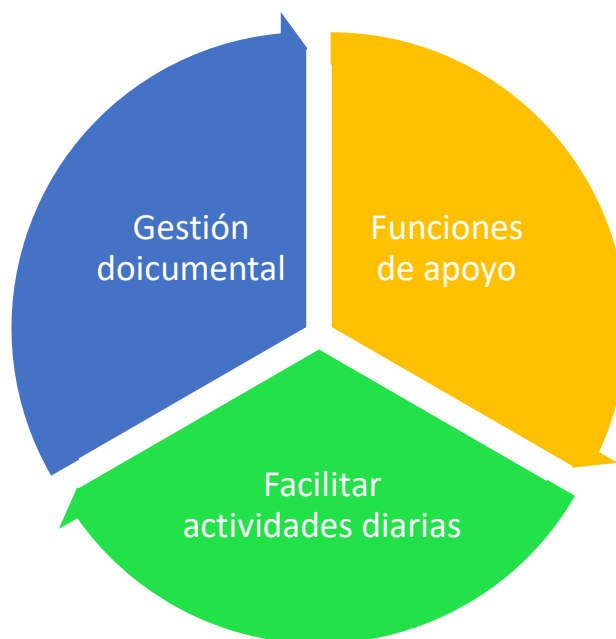 Gestión
doicumental
Funciones
de apoyo
Facilitar
actividades diarias